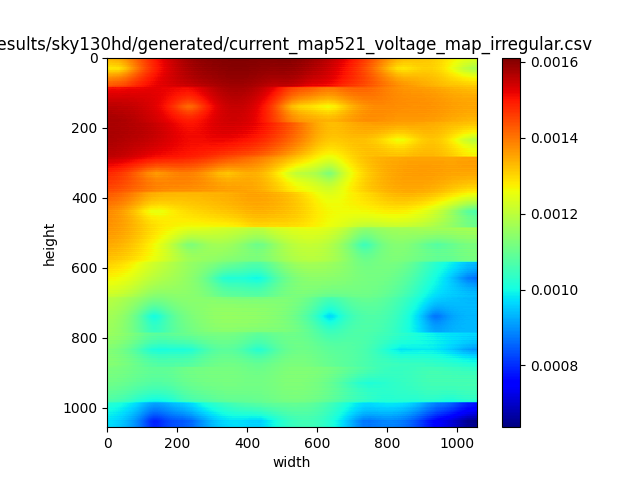 esults/sky130hd/generated/current_map521_voltage_map_irregular.csv
height
0
200
400
600
800
1000
0 200 400 600 800 1000
width
0.0016
0.0014
0.0012
0.0010
0.0008